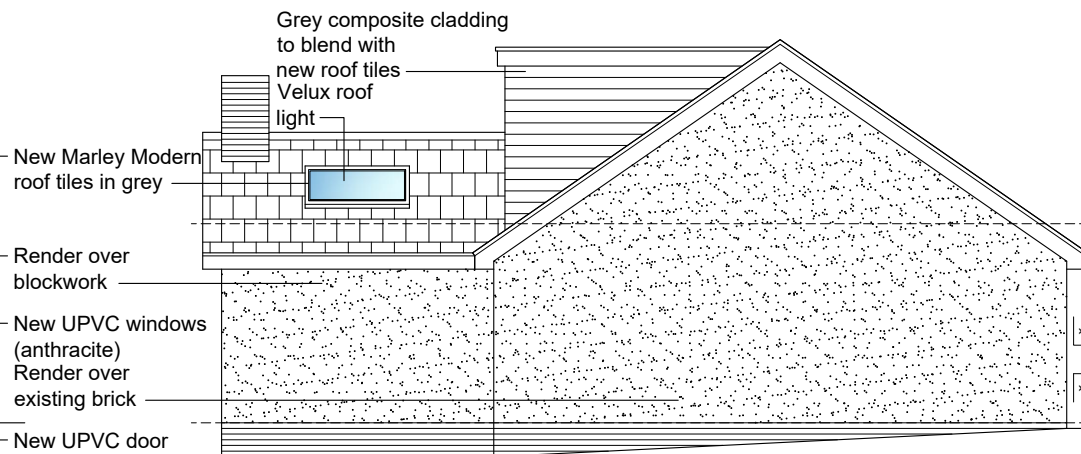 Grey composite cladding
to blend with
new roof tiles
Velux roof
light
New Marley Modern
roof tiles in grey
Render over
blockwork
New UPVC windows
(anthracite)
Render over
existing brick
New UPVC door